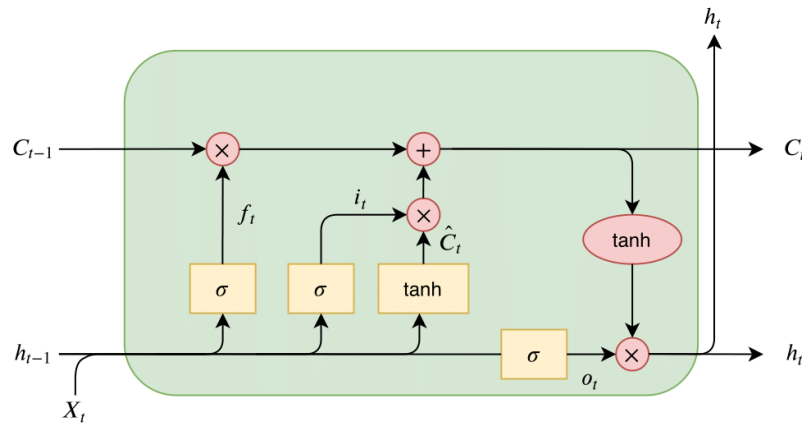 h_t
C_{t−1} × + C_t
f_t i_t × Ĉ_t tanh
σ σ tanh
h_{t−1} σ o_t × h_t
X_t